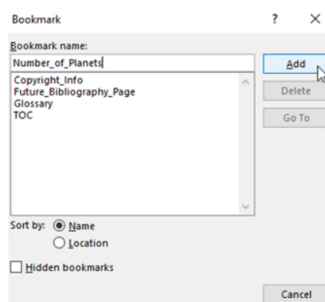 Bookmark ? ×
Bookmark name:
Number_of_Planets
Add
Copyright_Info
Future_Bibliography_Page
Glossary
TOC
Delete
Go To
Sort by: Name
Location
Hidden bookmarks
Cancel